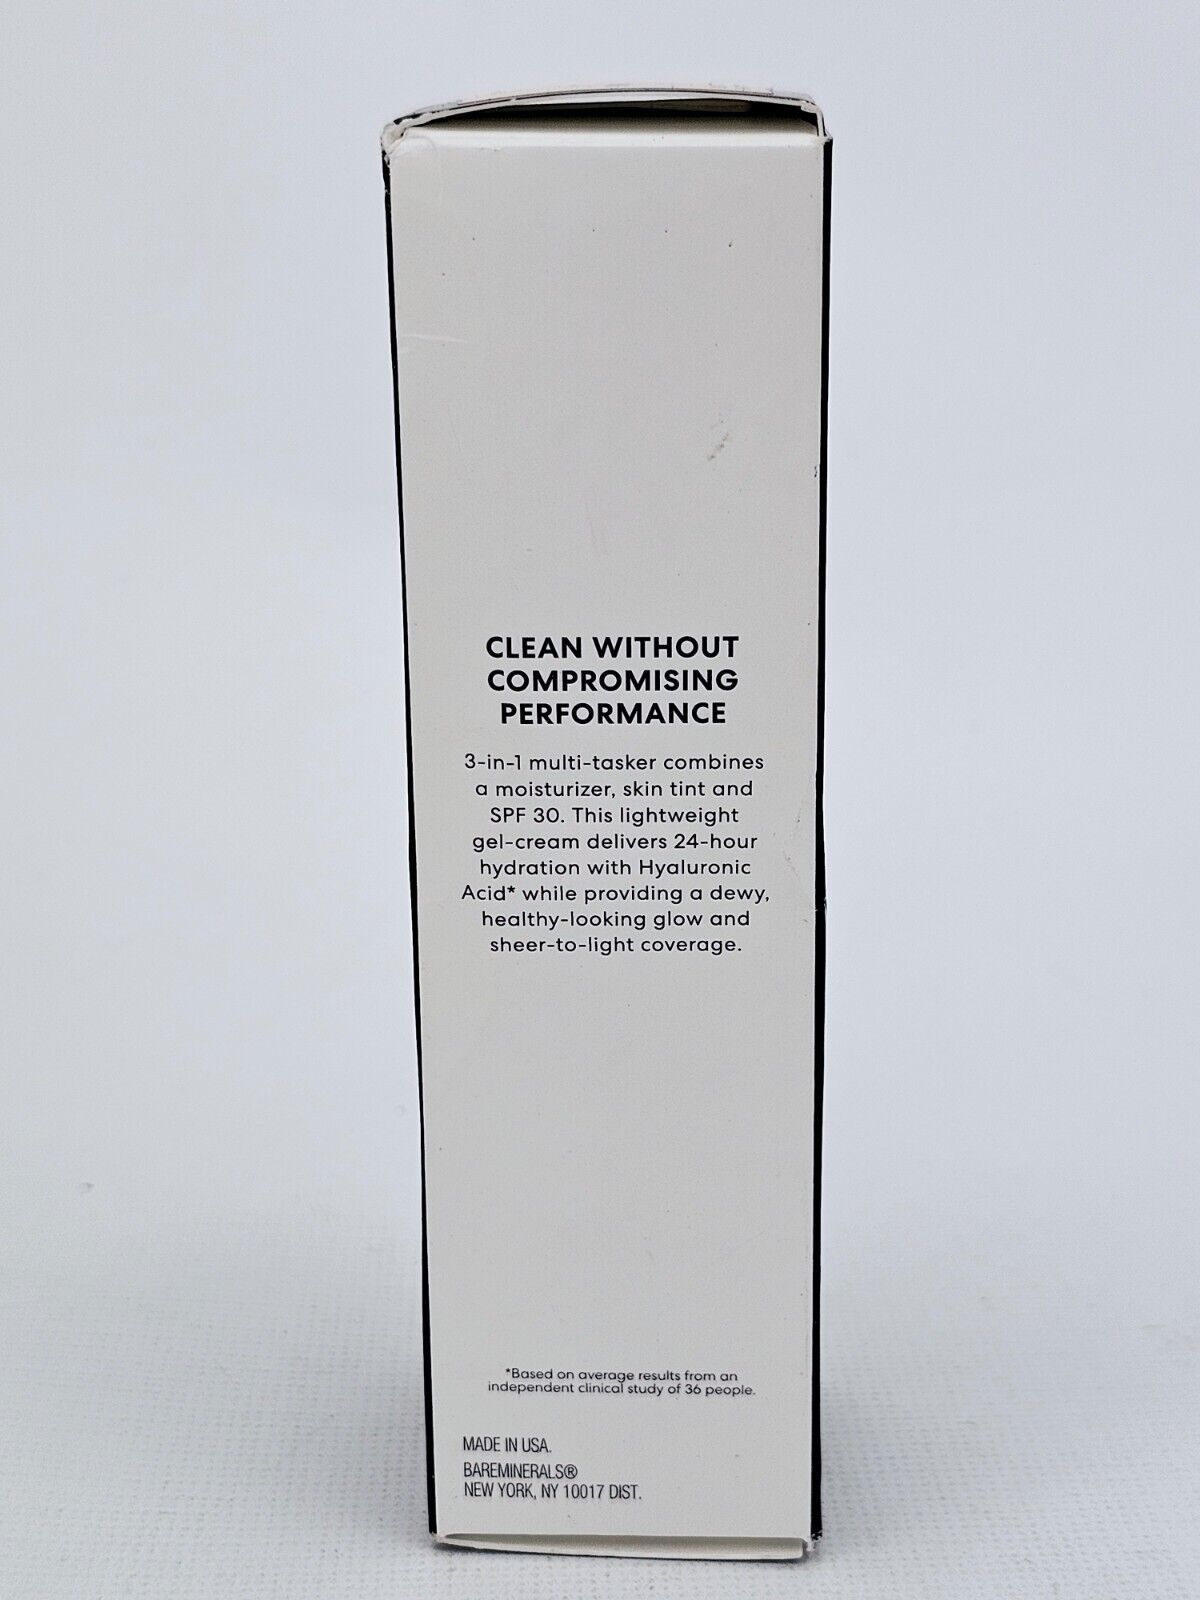 CLEAN WITHOUT
COMPROMISING
PERFORMANCE
3-in-1 multi-tasker combines
a moisturizer, skin tint and
SPF 30. This lightweight
gel-cream delivers 24-hour
hydration with Hyaluronic
Acid* while providing a dewy,
healthy-looking glow and
sheer-to-light coverage.
*Based on average results from an
independent clinical study of 36 people.
MADE IN USA.
BAREMINERALS®
NEW YORK, NY 10017 DIST.